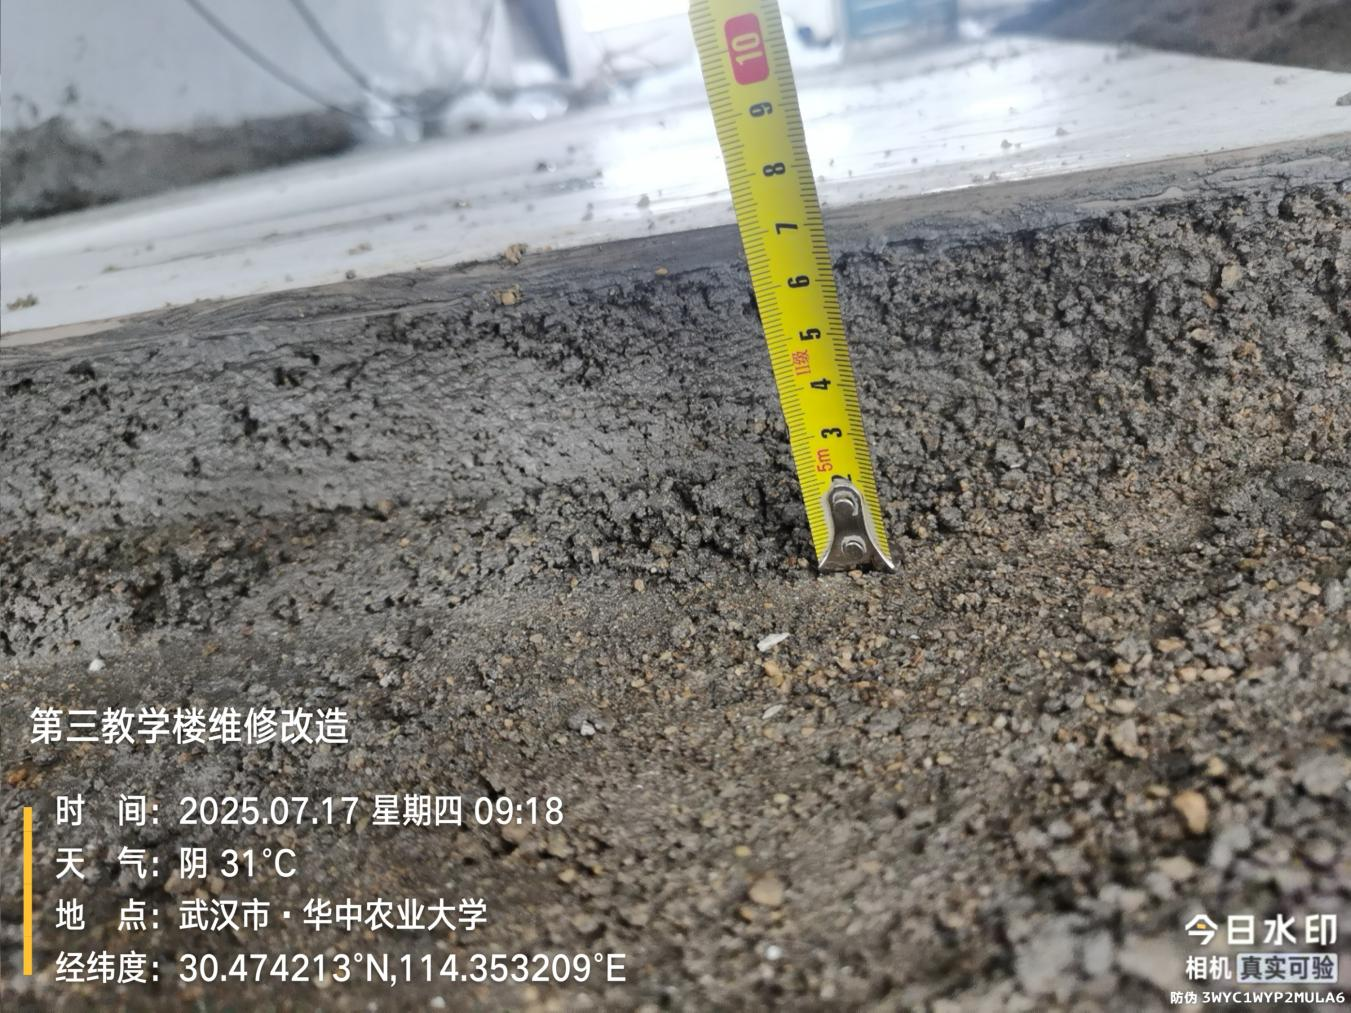 10
9
8
7
6
5
II级
4
3
5m
2
第三教学楼维修改造
时 间：2025.07.17 星期四 09:18
天 气：阴 31°C
地 点：武汉市·华中农业大学
经纬度：30.474213°N,114.353209°E
今日水印
相机 真实可验
防伪 3WYC1WYP2MULA6